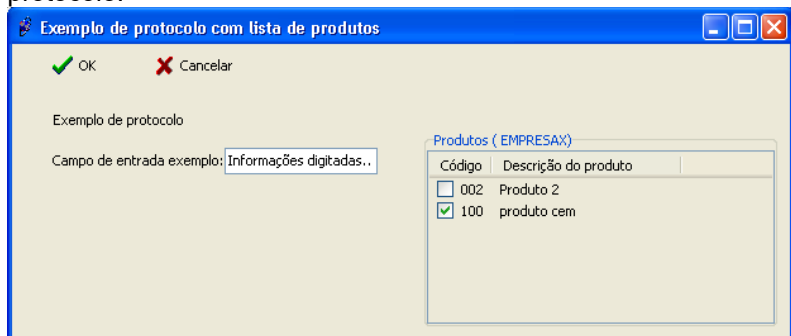 protocolo.
Exemplo de protocolo com lista de produtos
OK Cancelar
Exemplo de protocolo
Campo de entrada exemplo: Informações digitadas..
Produtos ( EMPRESAX)
Código Descrição do produto
002 Produto 2
100 produto cem